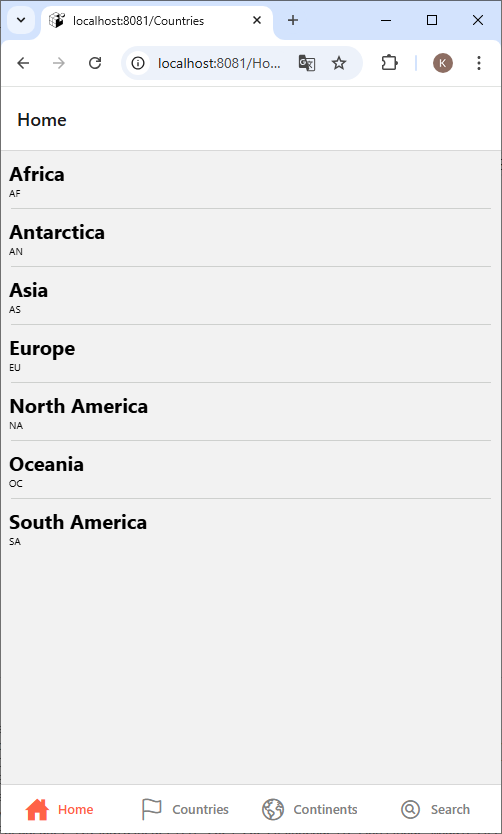 localhost:8081/Countries
localhost:8081/Ho...
K
Home
Africa
AF
Antarctica
AN
Asia
AS
Europe
EU
North America
NA
Oceania
OC
South America
SA
Home
Countries
Continents
Search